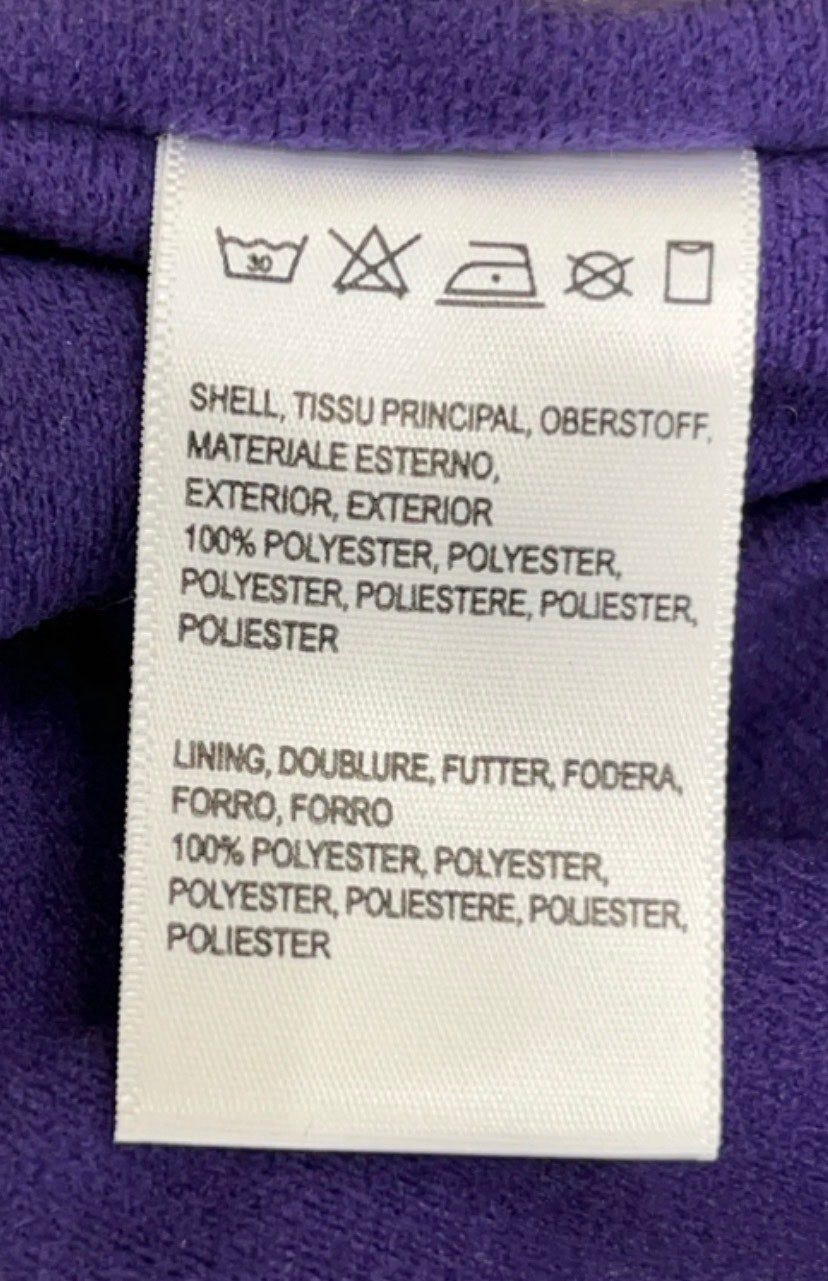 30
SHELL, TISSU PRINCIPAL, OBERSTOFF,
MATERIALE ESTERNO,
EXTERIOR, EXTERIOR
100% POLYESTER, POLYESTER,
POLYESTER, POLIESTERE, POLIESTER,
POLIESTER
LINING, DOUBLURE, FUTTER, FODERA,
FORRO, FORRO
100% POLYESTER, POLYESTER,
POLYESTER, POLIESTERE, POLIESTER,
POLIESTER